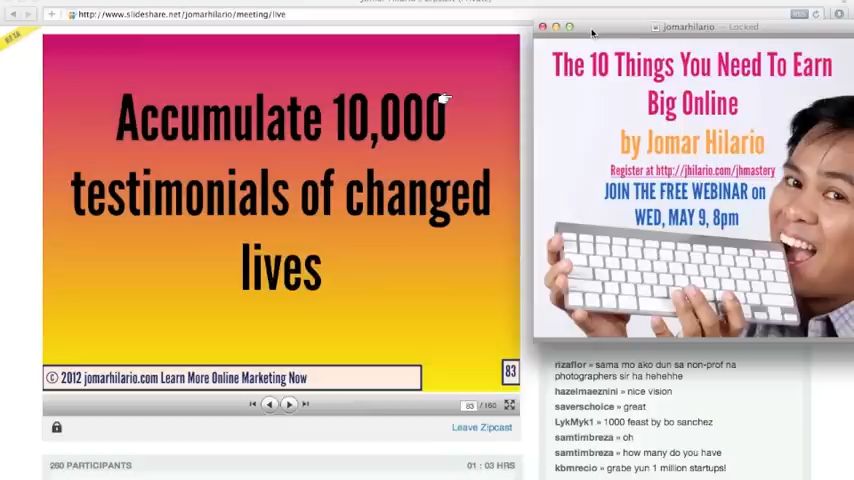 http://www.slideshare.net/jomarhilario/meeting/live
RSS
BETA
Accumulate 10,000
testimonials of changed
lives
© 2012 jomarhilario.com Learn More Online Marketing Now
83
83 / 160
Leave Zipcast
260 PARTICIPANTS
01 : 03 HRS
jomarhilario — Locked
The 10 Things You Need To Earn
Big Online
by Jomar Hilario
Register at http://jhilario.com/jhmastery
JOIN THE FREE WEBINAR on
WED, MAY 9, 8pm
rizaflor » sama mo ako dun sa non-prof na
photographers sir ha hehehhe
hazelmaeznini » nice vision
saverschoice » great
LykMyk1 » 1000 feast by bo sanchez
samtimbreza » oh
samtimbreza » how many do you have
kbmrecio » grabe yun 1 million startups!